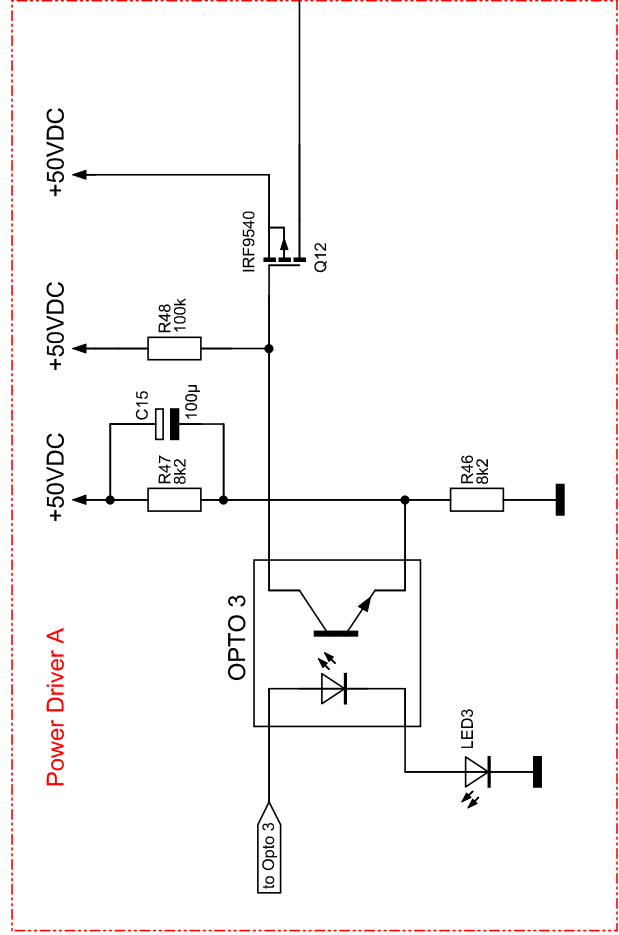 Power Driver A
+50VDC
+50VDC
+50VDC
R47
8k2
C15
100µ
R48
100k
IRF9540
Q12
OPTO 3
R46
8k2
LED3
to Opto 3